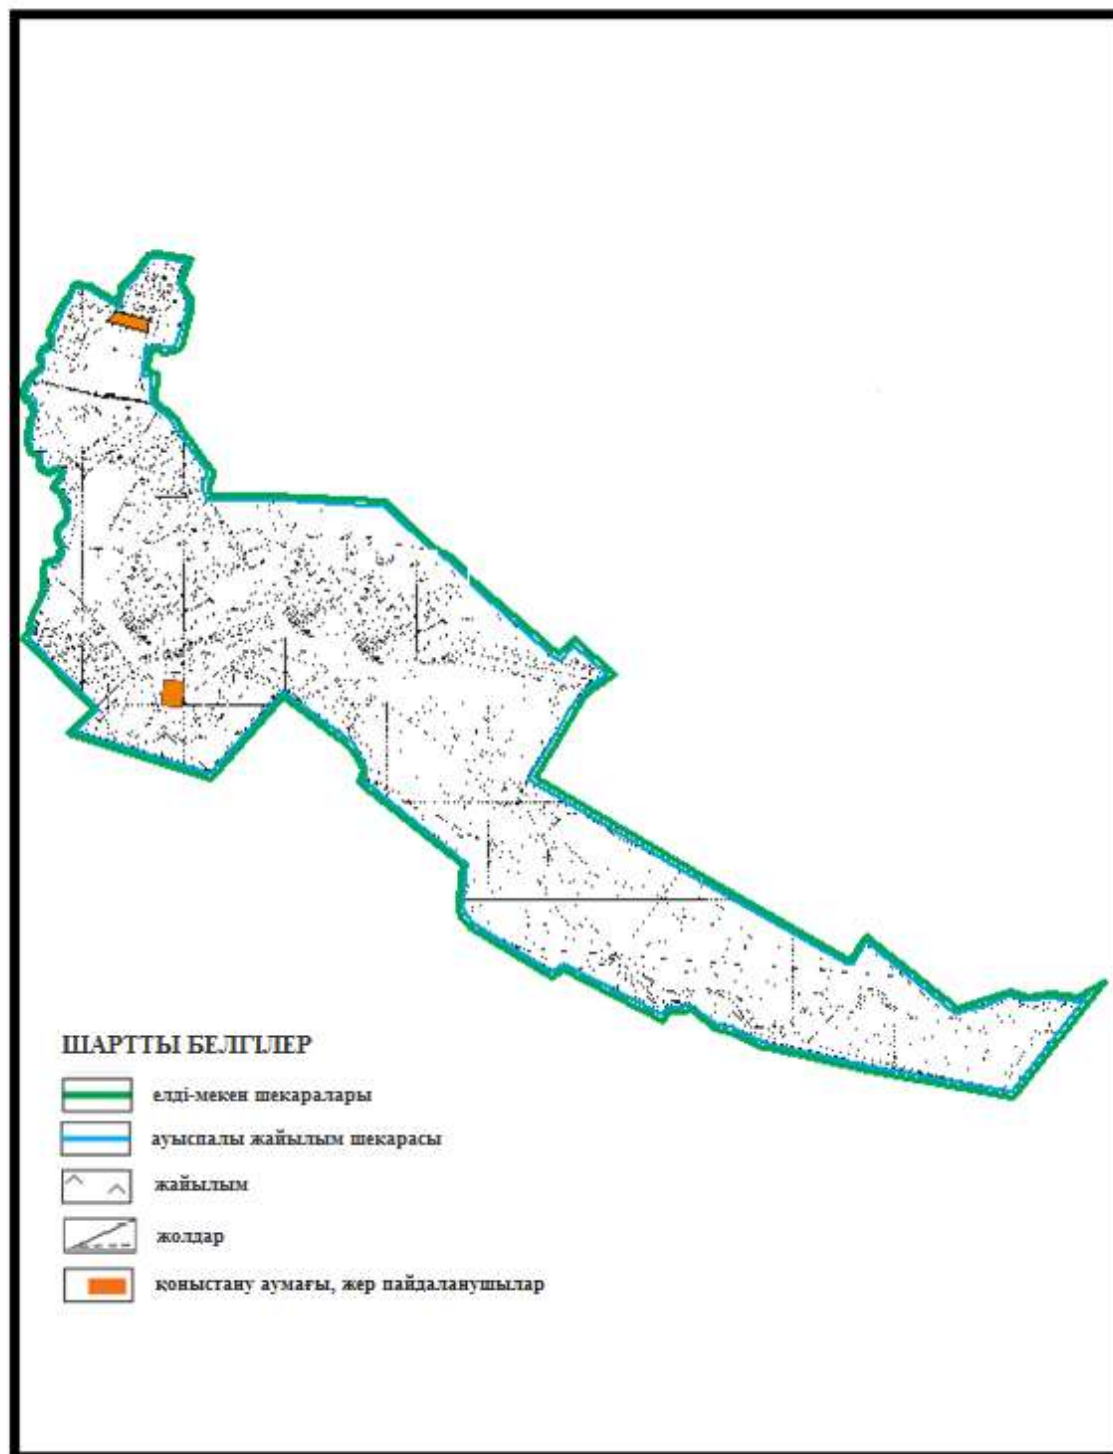 ШАРТТЫ БЕЛГІЛЕР
елді-мекен шекаралары
ауыспалы жайылым шекарасы
жайылым
жолдар
қоныстану аумағы, жер пайдаланушылар